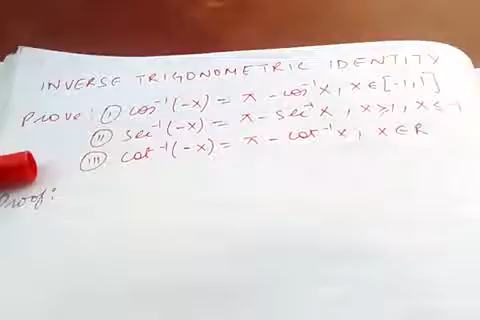 INVERSE TRIGONOMETRIC IDENTITY
Prove: (i) cos⁻¹(-x) = π - cos⁻¹x, x ∈ [-1, 1]
(ii) sec⁻¹(-x) = π - sec⁻¹x, x ≥ 1, x ≤ -1
(iii) cot⁻¹(-x) = π - cot⁻¹x, x ∈ R
Proof: